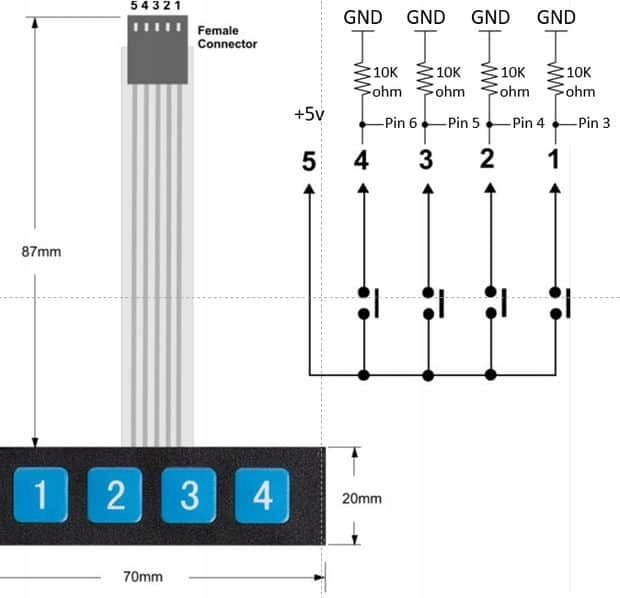 5 4 3 2 1
Female
Connector
GND GND GND GND
10K
ohm
10K
ohm
10K
ohm
10K
ohm
+5v
Pin 6
Pin 5
Pin 4
Pin 3
5 4 3 2 1
87mm
1 2 3 4
20mm
70mm